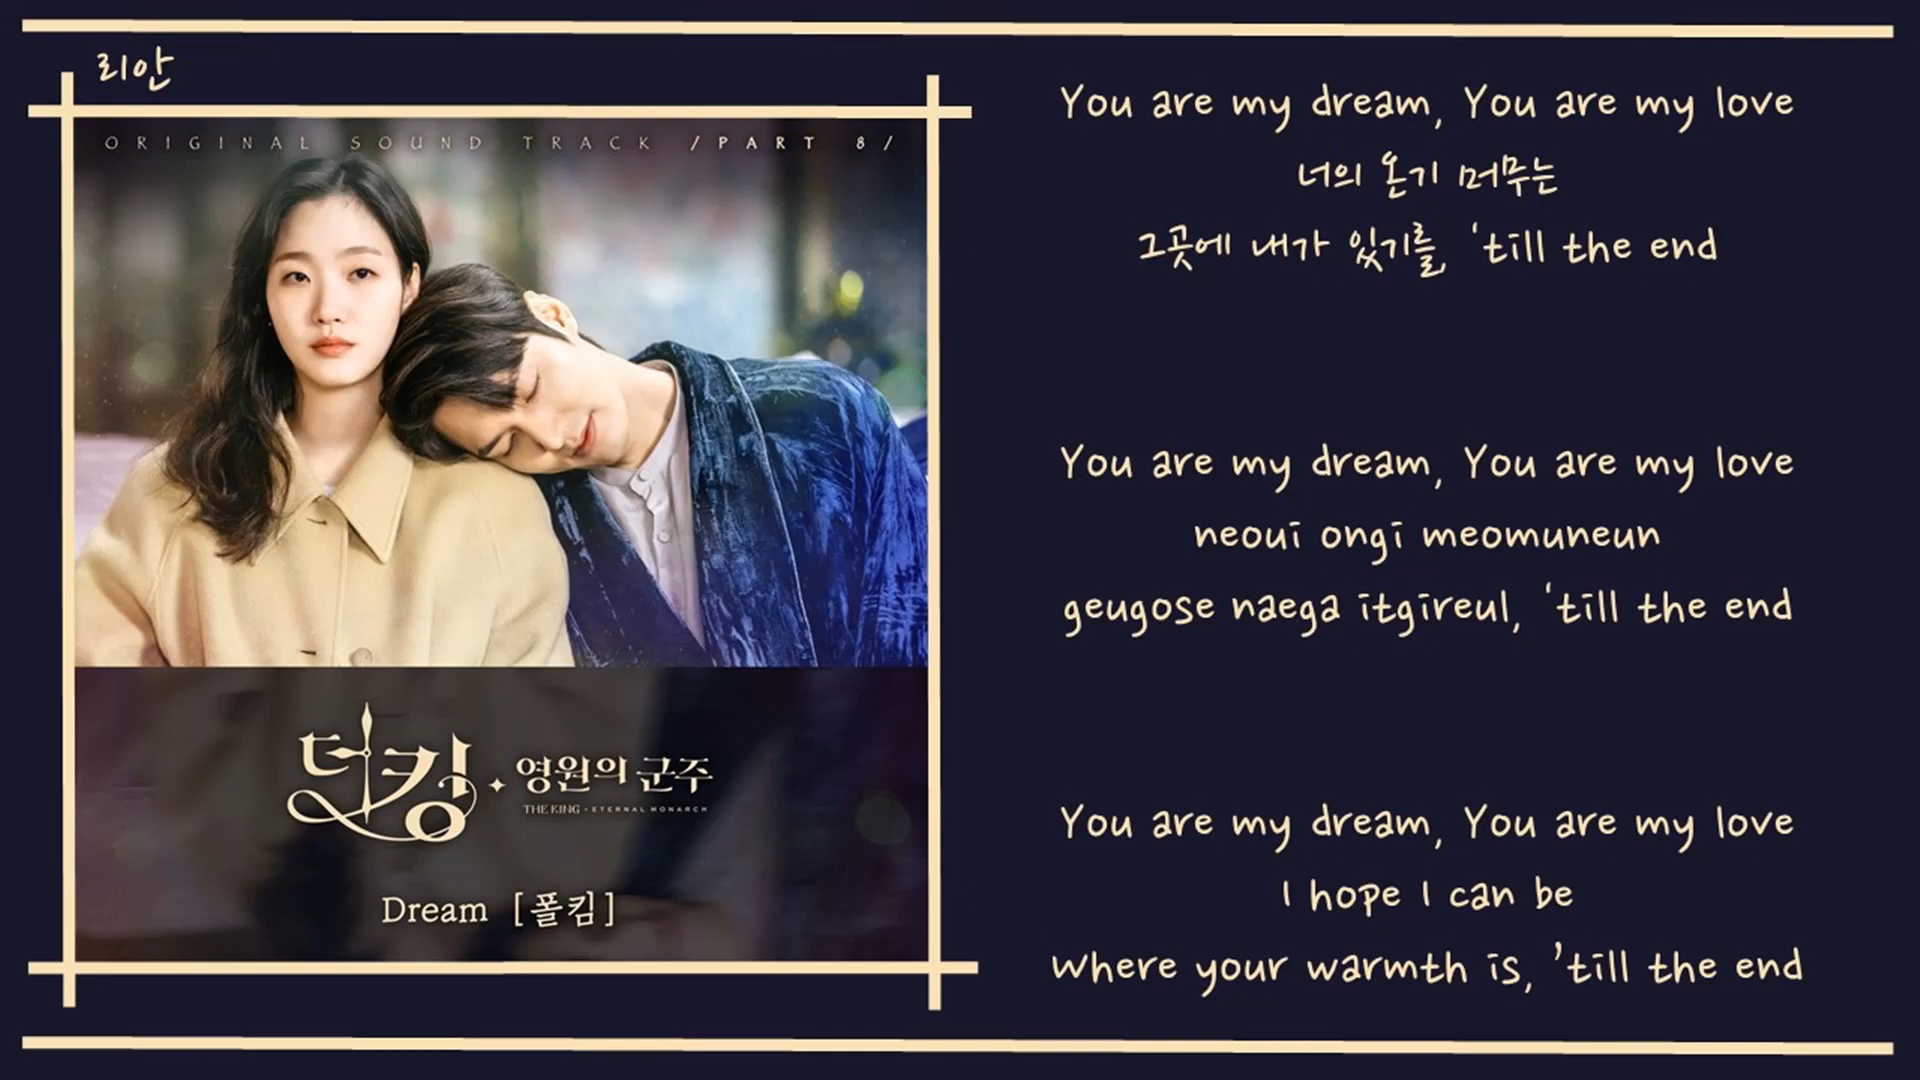 리안
ORIGINAL SOUND TRACK /PART 8/
더킹
영원의 군주
THE KING · ETERNAL MONARCH
Dream [폴킴]
You are my dream, You are my love
너의 온기 머무는
그곳에 내가 있기를, ‘till the end
You are my dream, You are my love
neoui ongi meomuneun
geugose naega itgireul, ‘till the end
You are my dream, You are my love
I hope I can be
where your warmth is, ’till the end